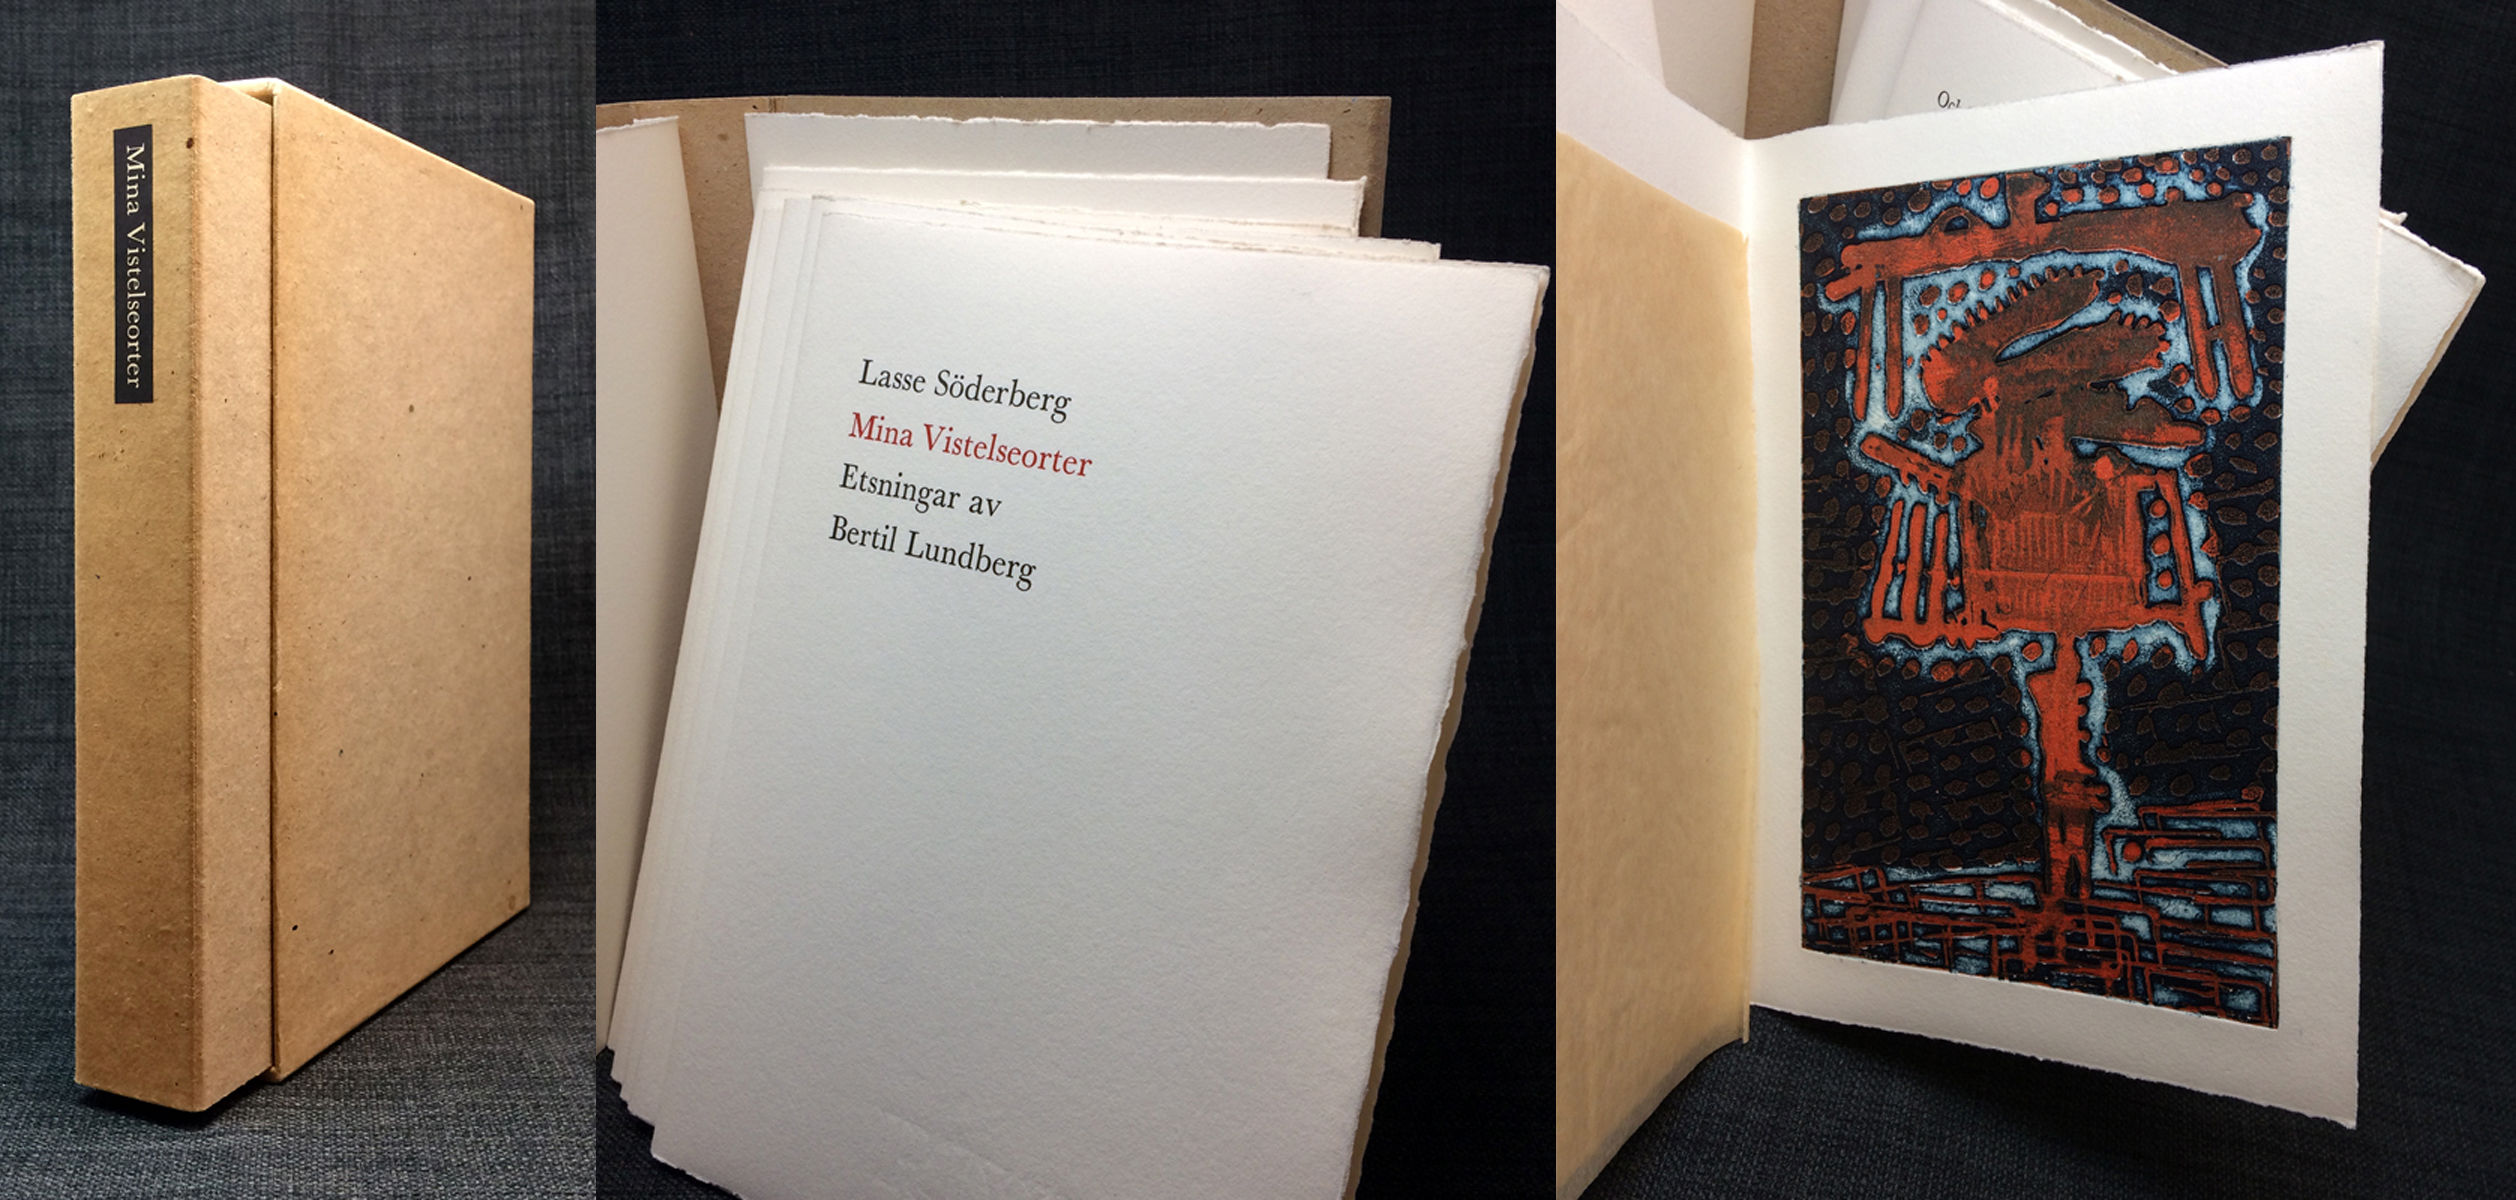 Mina Vistelseorter
Lasse Söderberg
Mina Vistelseorter
Etsningar av
Bertil Lundberg